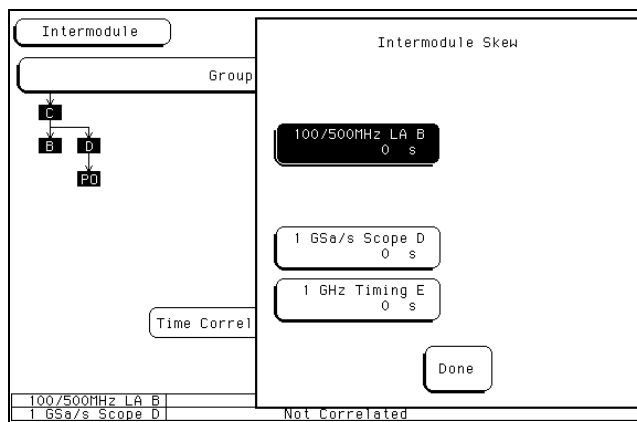 Intermodule
Intermodule Skew
Group
C
B D
PO
100/500MHz LA B
0 s
1 GSa/s Scope D
0 s
1 GHz Timing E
0 s
Time Correl
Done
100/500MHz LA B
1 GSa/s Scope D Not Correlated